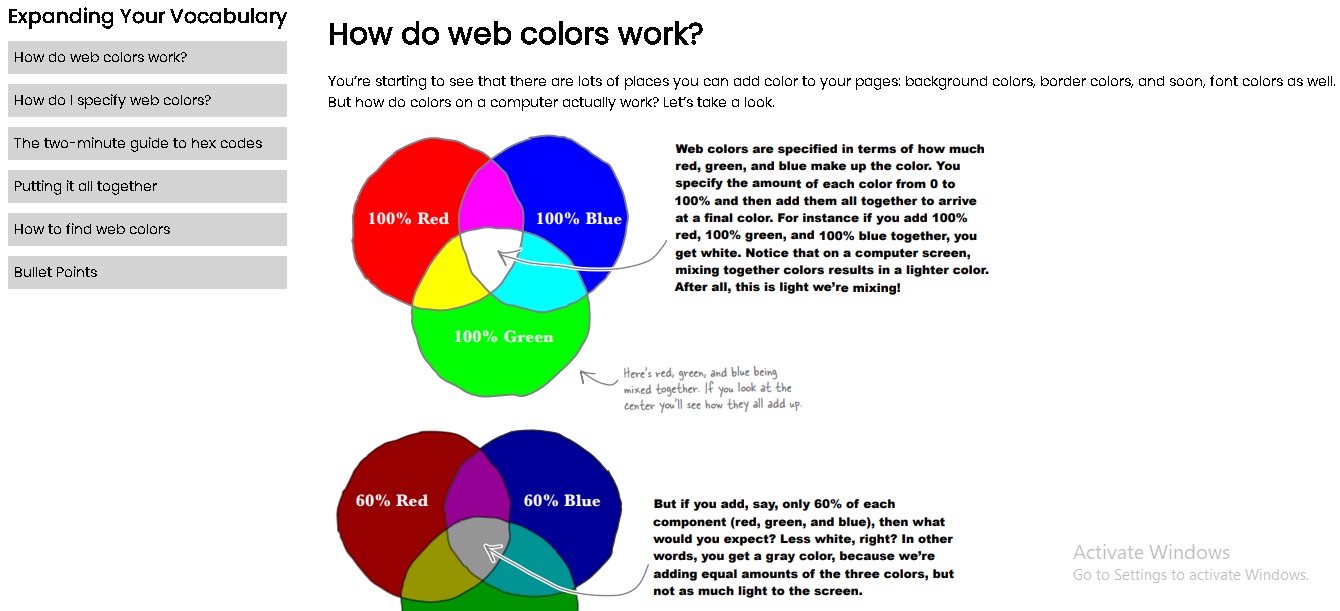 Expanding Your Vocabulary
How do web colors work?
How do I specify web colors?
The two-minute guide to hex codes
Putting it all together
How to find web colors
Bullet Points
How do web colors work?
You're starting to see that there are lots of places you can add color to your pages: background colors, border colors, and soon, font colors as well.
But how do colors on a computer actually work? Let's take a look.
100% Red
100% Blue
100% Green
Web colors are specified in terms of how much
red, green, and blue make up the color. You
specify the amount of each color from 0 to
100% and then add them all together to arrive
at a final color. For instance if you add 100%
red, 100% green, and 100% blue together, you
get white. Notice that on a computer screen,
mixing together colors results in a lighter color.
After all, this is light we're mixing!
Here's red, green, and blue being
mixed together. If you look at the
center you'll see how they all add up.
60% Red
60% Blue
But if you add, say, only 60% of each
component (red, green, and blue), then what
would you expect? Less white, right? In other
words, you get a gray color, because we're
adding equal amounts of the three colors, but
not as much light to the screen.
Activate Windows
Go to Settings to activate Windows.